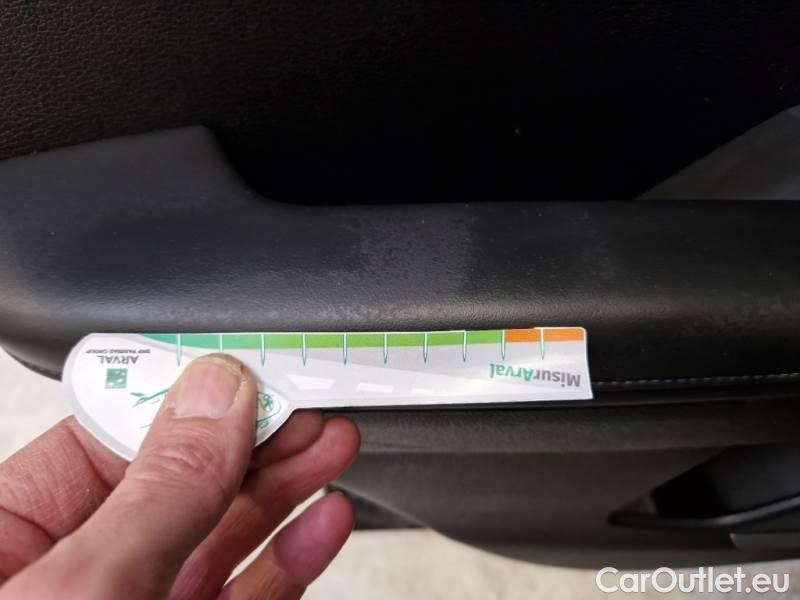 MisurArval
ARVAL
BNP PARIBAS GROUP
CarOutlet.eu